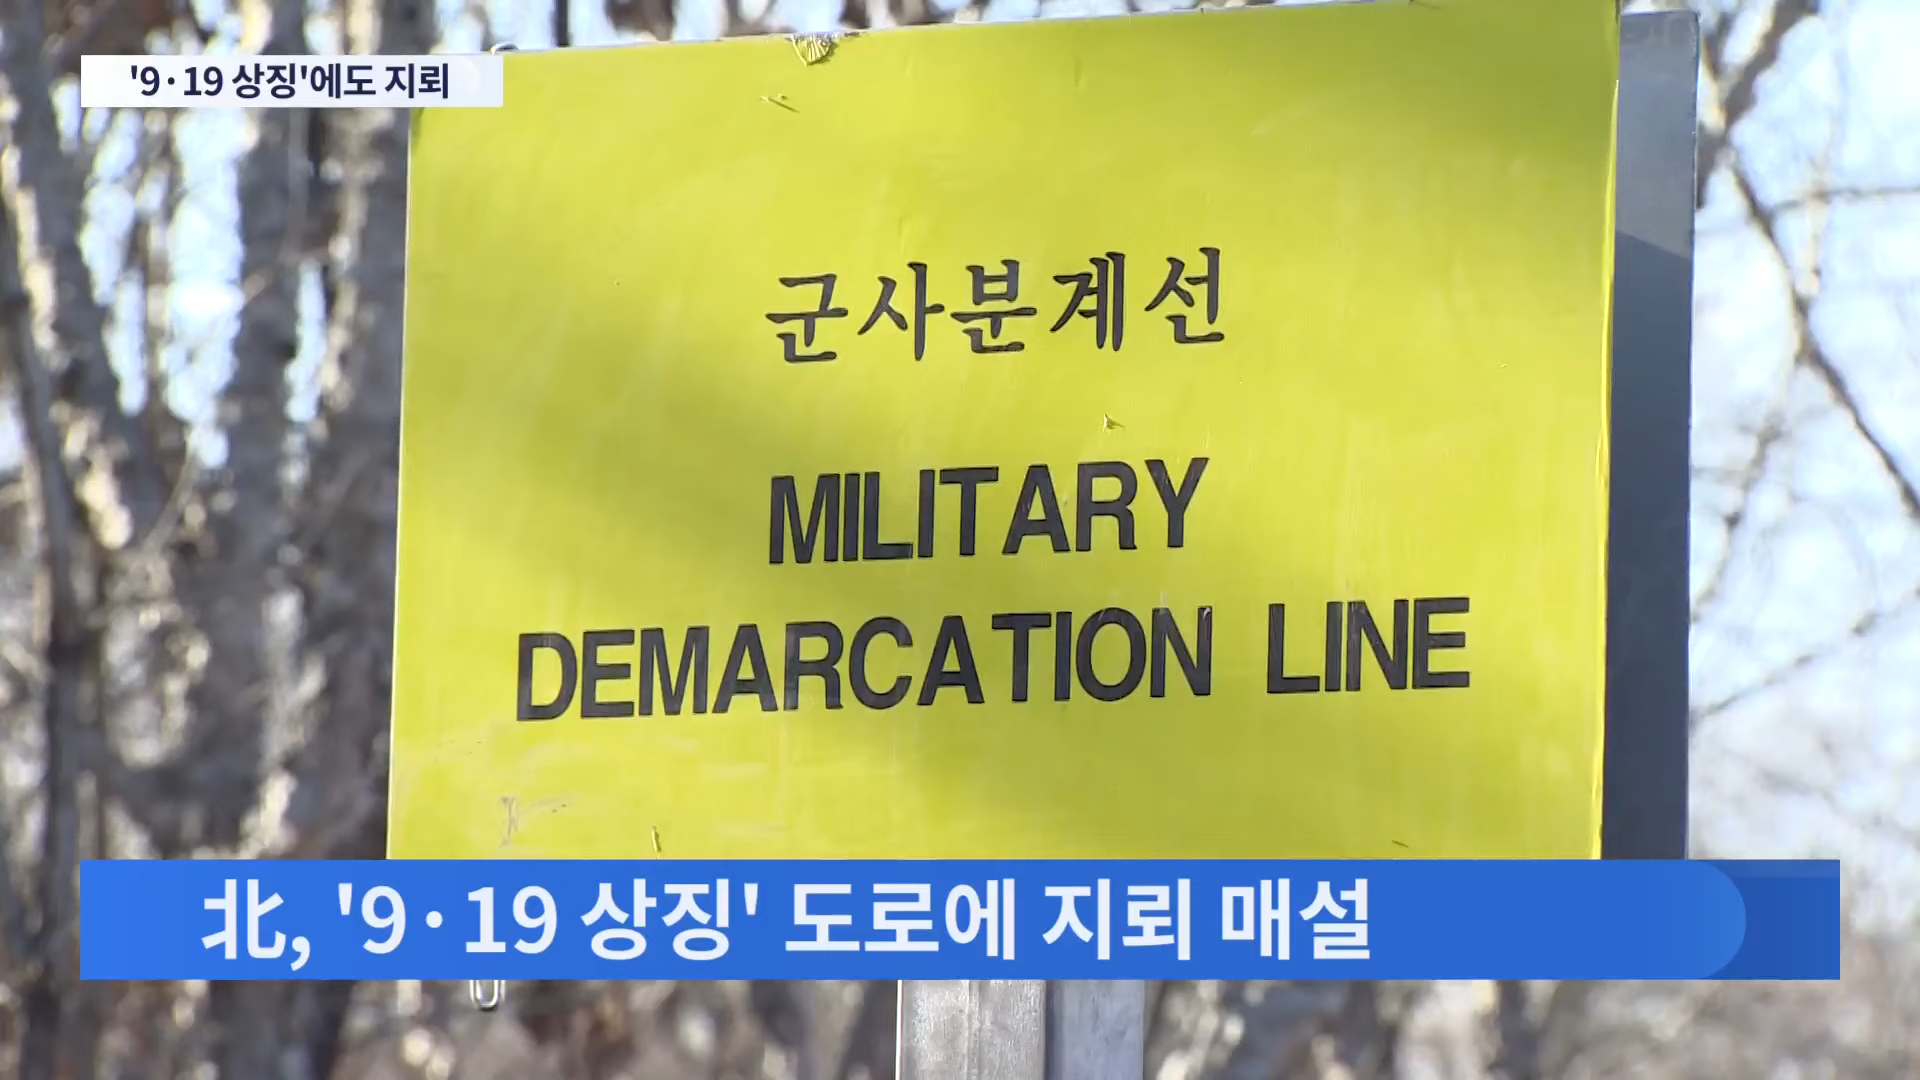 '9·19 상징'에도 지뢰
군사분계선
MILITARY
DEMARCATION LINE
北, '9·19 상징' 도로에 지뢰 매설